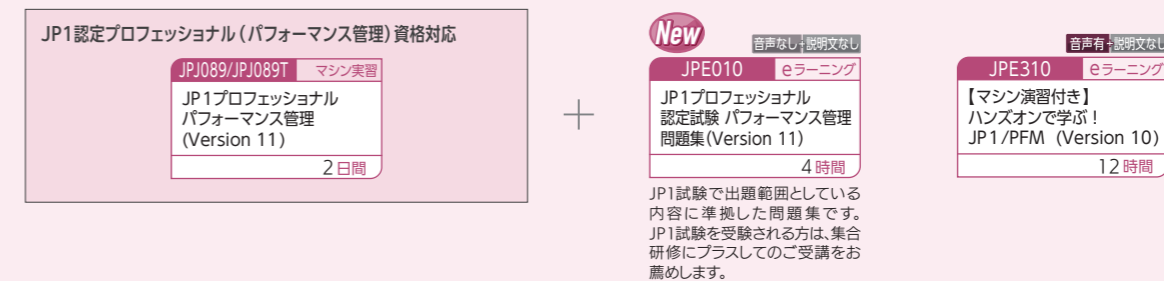 JP1認定プロフェッショナル（パフォーマンス管理）資格対応
JPJ089/JPJ089T マシン実習
JP1プロフェッショナル
パフォーマンス管理
(Version 11)
2日間
＋
New
音声なし+説明文なし
JPE010 eラーニング
JP1プロフェッショナル
認定試験 パフォーマンス管理
問題集(Version 11)
4時間
JP1試験で出題範囲としている
内容に準拠した問題集です。
JP1試験を受験される方は、集合
研修にプラスしてのご受講をお
薦めします。
音声有+説明文なし
JPE310 eラーニング
【マシン演習付き】
ハンズオンで学ぶ！
JP1/PFM (Version 10)
12時間